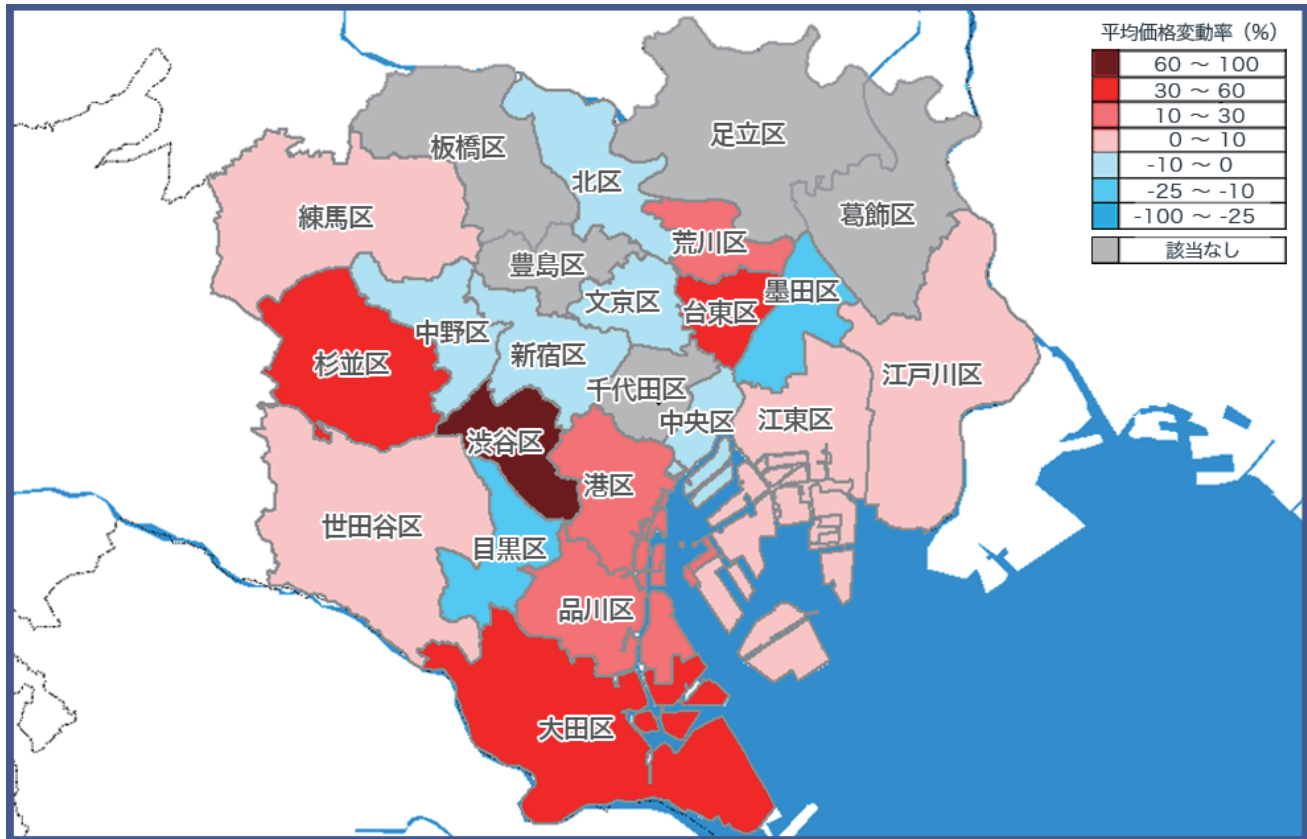 平均価格変動率（%）
60 ～ 100
30 ～ 60
10 ～ 30
0 ～ 10
-10 ～ 0
-25 ～ -10
-100 ～ -25
該当なし
足立区
板橋区
北区
練馬区
葛飾区
荒川区
豊島区
文京区
台東区
墨田区
中野区
新宿区
杉並区
千代田区
江戸川区
中央区
江東区
渋谷区
港区
世田谷区
目黒区
品川区
大田区